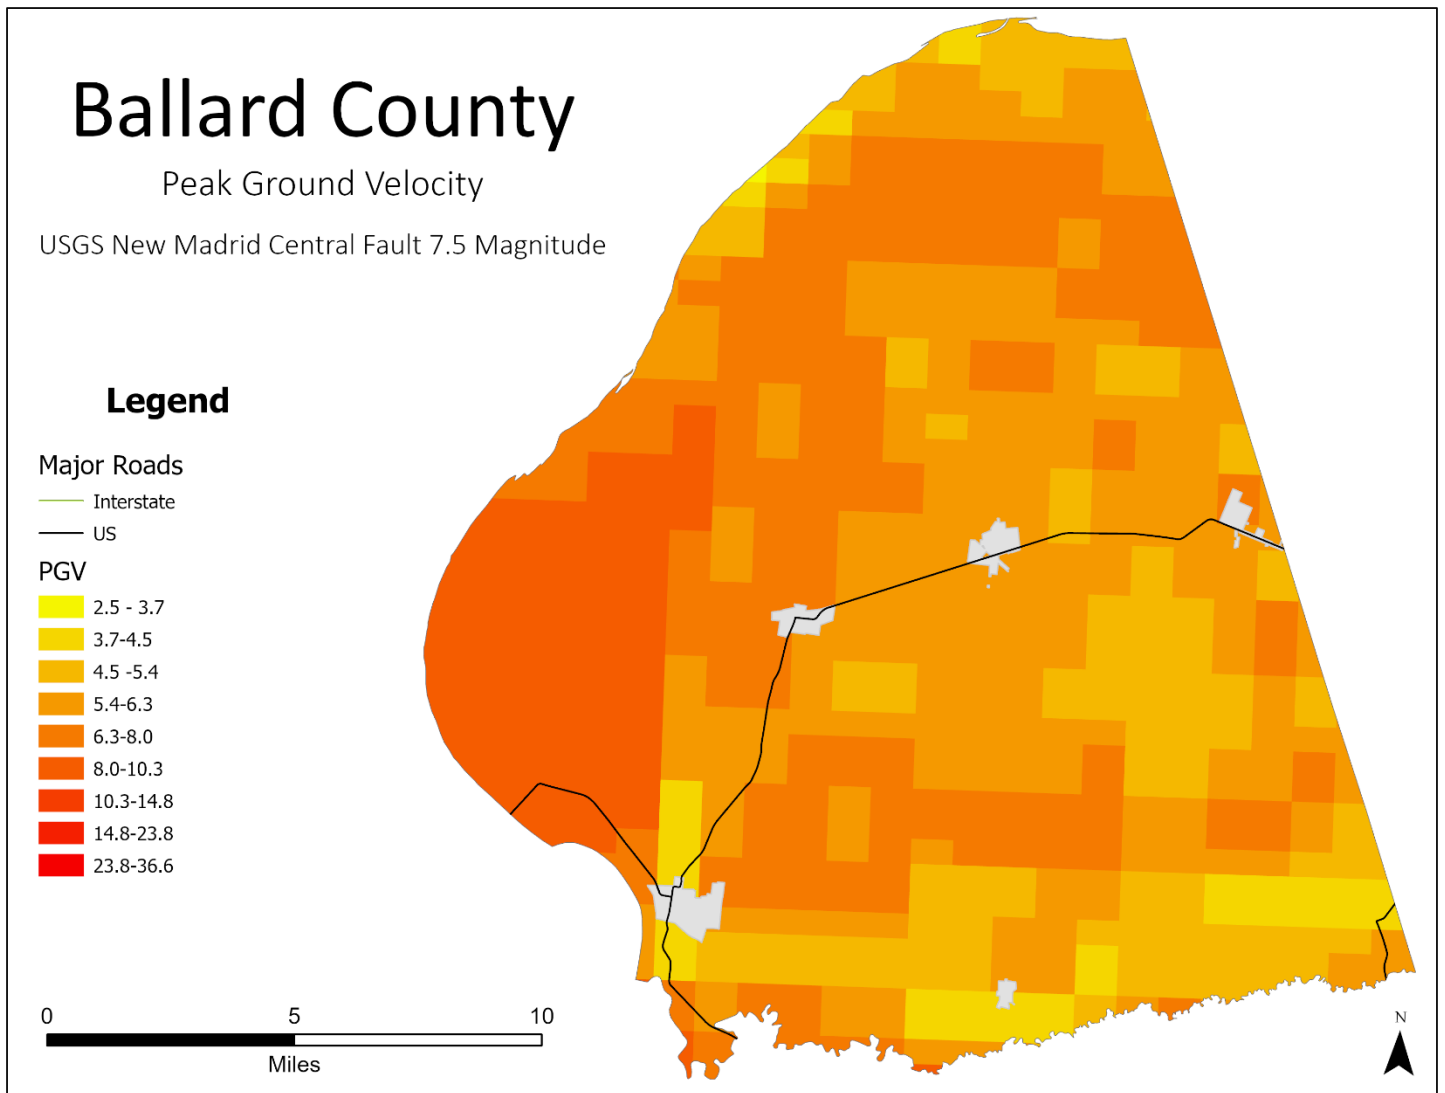 Ballard County
Peak Ground Velocity
USGS New Madrid Central Fault 7.5 Magnitude
Legend
Major Roads
Interstate
US
PGV
2.5 - 3.7
3.7-4.5
4.5 -5.4
5.4-6.3
6.3-8.0
8.0-10.3
10.3-14.8
14.8-23.8
23.8-36.6
0 5 10
Miles
N